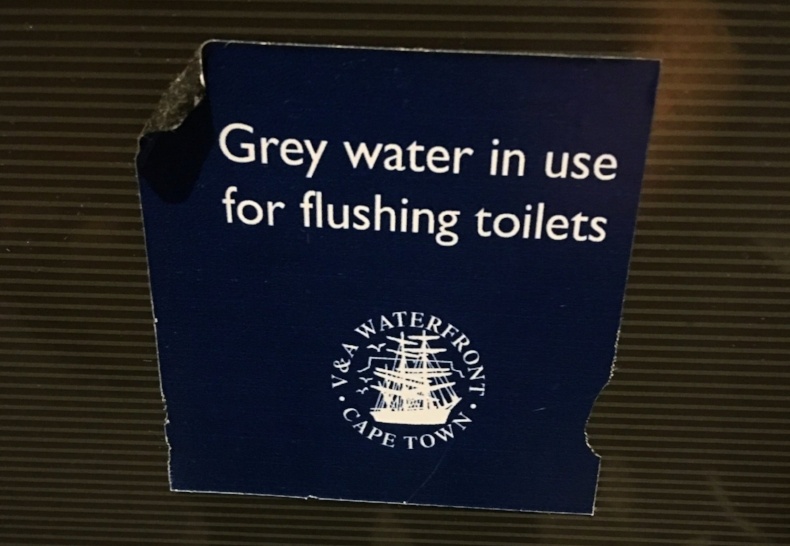 Grey water in use
for flushing toilets
V&A WATERFRONT
CAPE TOWN